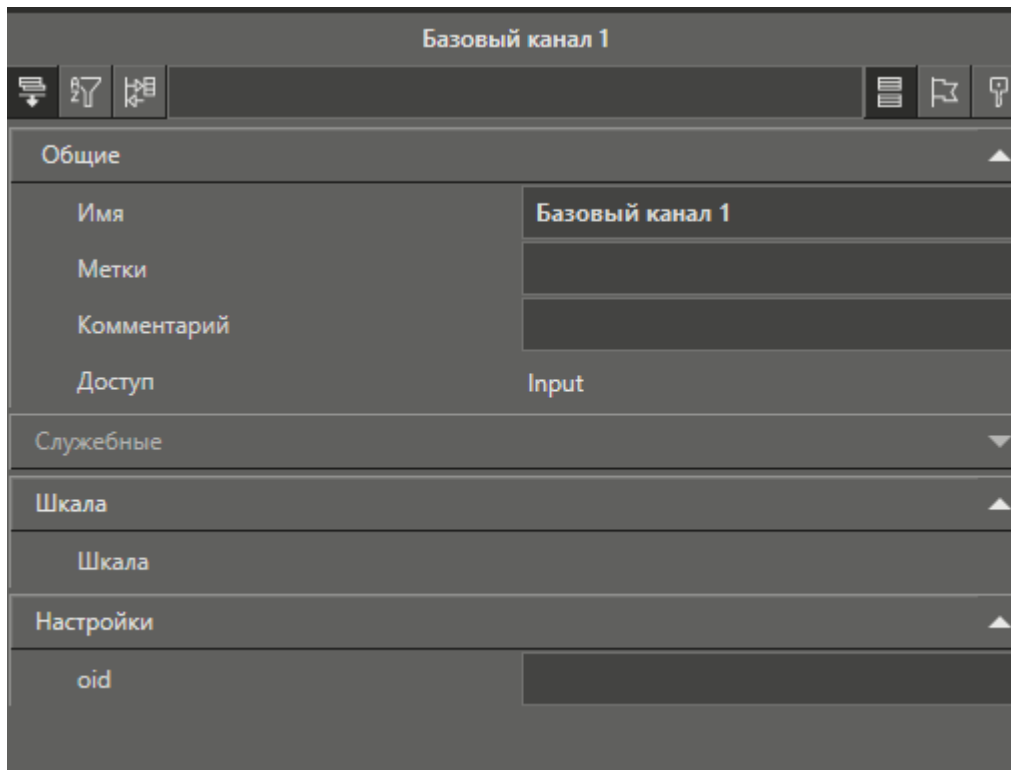 Базовый канал 1
Общие
Имя Базовый канал 1
Метки
Комментарий
Доступ Input
Служебные
Шкала
Шкала
Настройки
oid